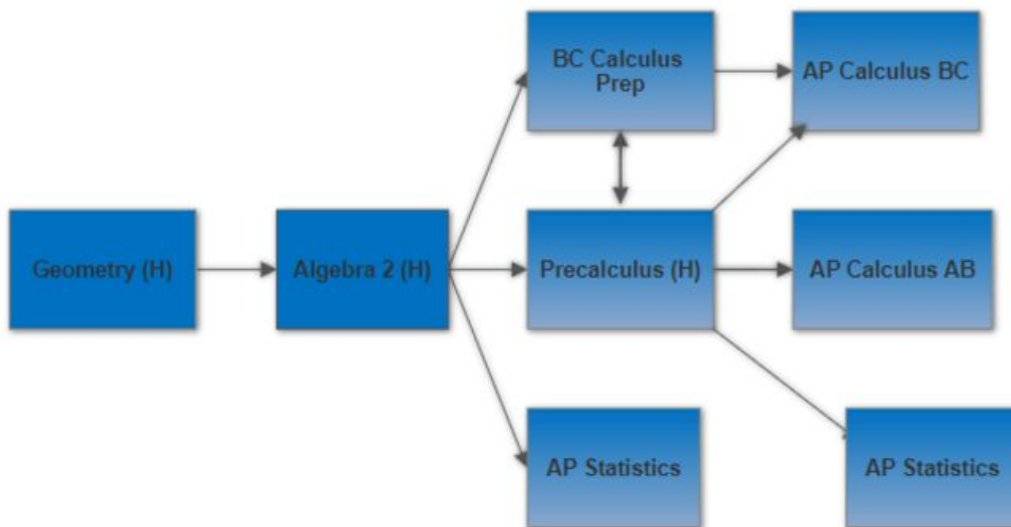 BC Calculus
Prep
AP Calculus BC
Geometry (H)
Algebra 2 (H)
Precalculus (H)
AP Calculus AB
AP Statistics
AP Statistics